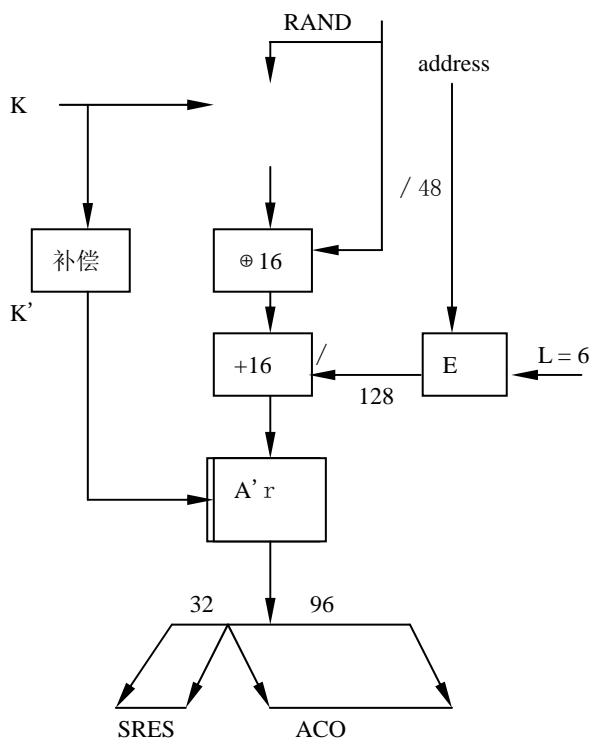 RAND
address
K
/ 48
补偿
⊕ 16
K'
+16
/
E
L = 6
128
A' r
32
96
SRES
ACO